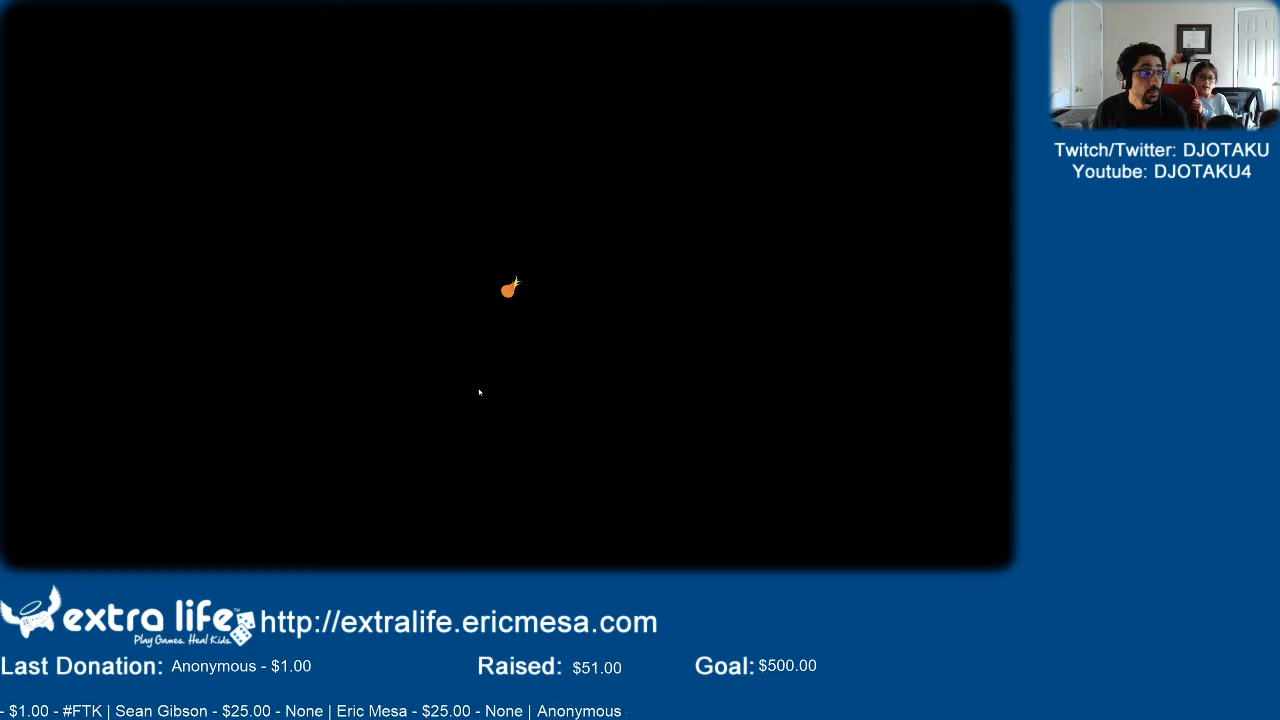 Twitch/Twitter: DJOTAKU
Youtube: DJOTAKU4
extra life
Play Games. Heal Kids.
http://extralife.ericmesa.com
Last Donation: Anonymous - $1.00 Raised: $51.00 Goal: $500.00
- $1.00 - #FTK | Sean Gibson - $25.00 - None | Eric Mesa - $25.00 - None | Anonymous